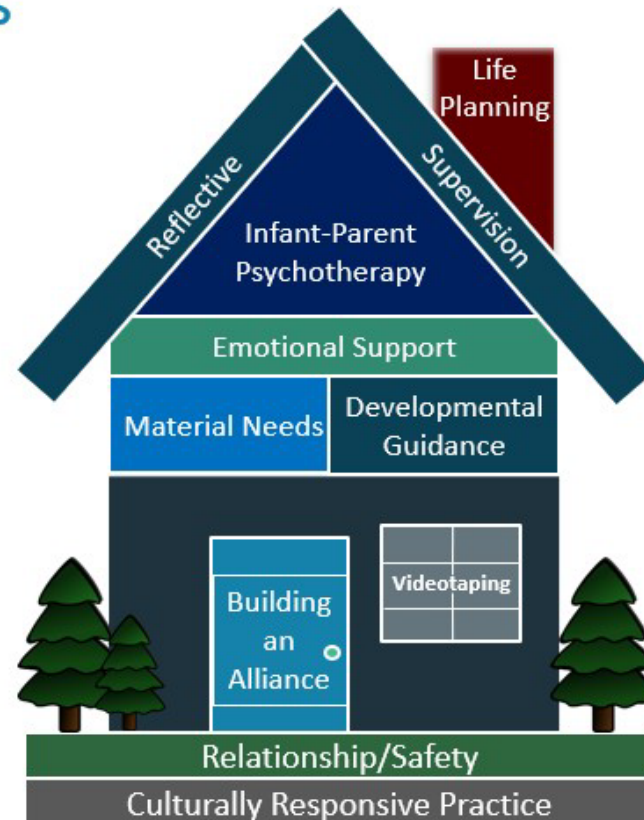 Life
Planning
Reflective
Supervision
Infant-Parent
Psychotherapy
Emotional Support
Material Needs
Developmental
Guidance
Building
an
Alliance
Videotaping
Relationship/Safety
Culturally Responsive Practice